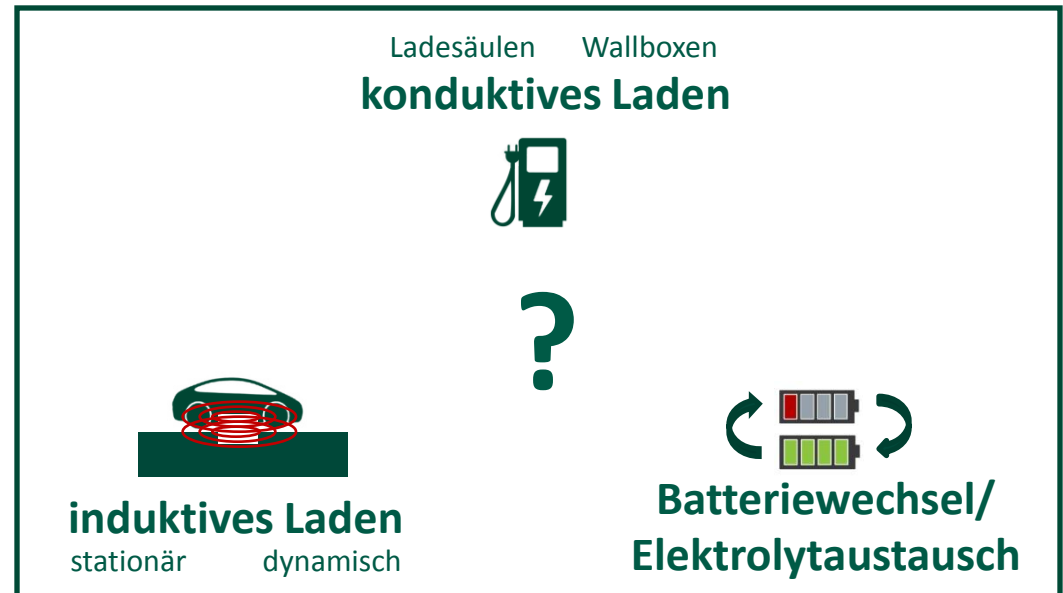 Ladesäulen Wallboxen
konduktives Laden
?
induktives Laden
stationär dynamisch
Batteriewechsel/
Elektrolytaustausch